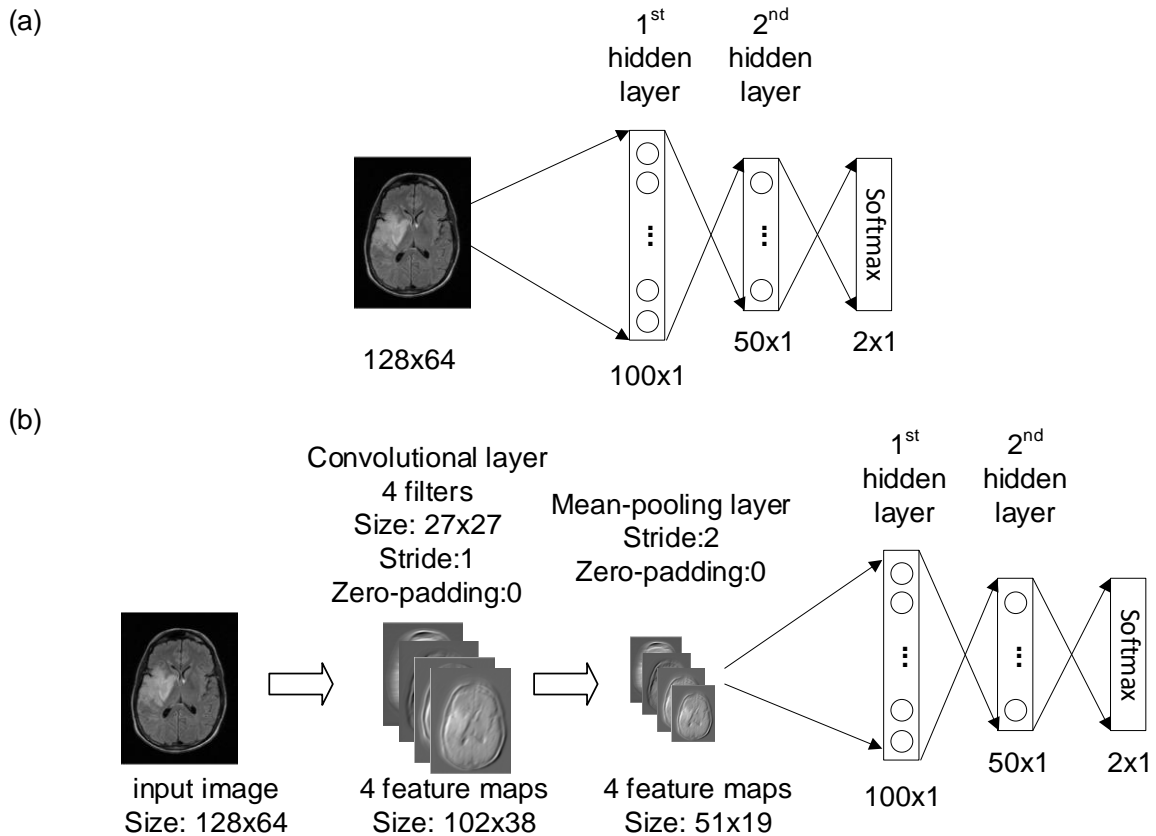 (a)
1st
hidden
layer
2nd
hidden
layer
...
...
Softmax
128x64
100x1
50x1
2x1
(b)
Convolutional layer
4 filters
Size: 27x27
Stride:1
Zero-padding:0
Mean-pooling layer
Stride:2
Zero-padding:0
1st
hidden
layer
2nd
hidden
layer
...
...
Softmax
input image
Size: 128x64
4 feature maps
Size: 102x38
4 feature maps
Size: 51x19
100x1
50x1
2x1